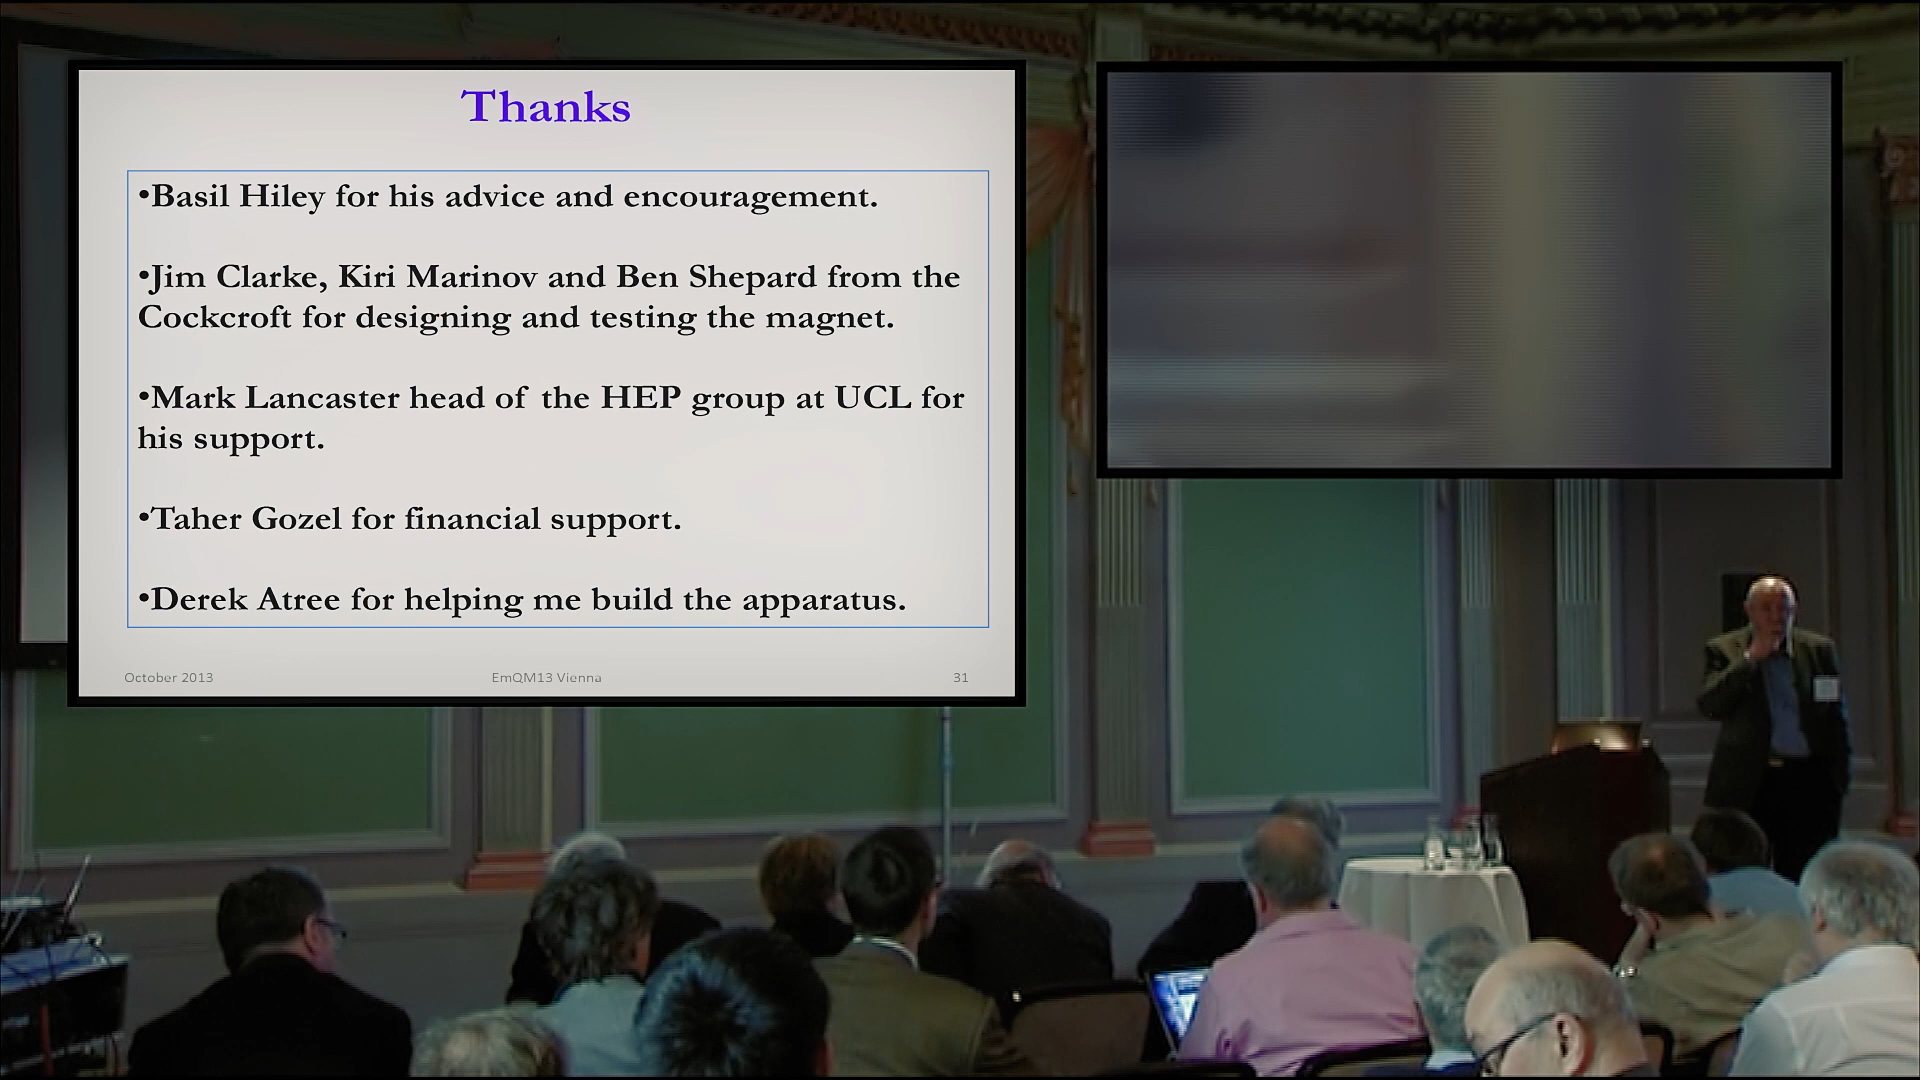 Thanks
•Basil Hiley for his advice and encouragement.
•Jim Clarke, Kiri Marinov and Ben Shepard from the
Cockcroft for designing and testing the magnet.
•Mark Lancaster head of the HEP group at UCL for
his support.
•Taher Gozel for financial support.
•Derek Atree for helping me build the apparatus.
October 2013 EmQM13 Vienna 31